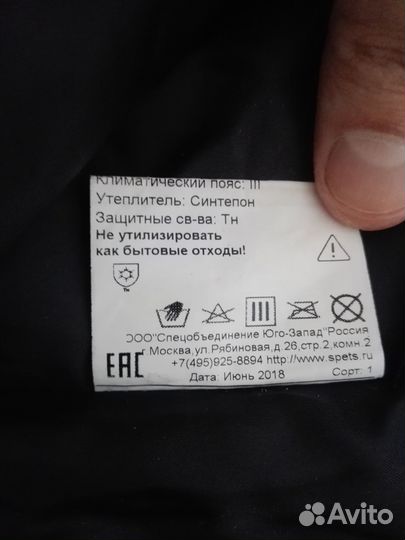 Климатический пояс: III
Утеплитель: Синтепон
Защитные св-ва: Тн
Не утилизировать
как бытовые отходы!
Тн
ООО"Спецобъединение Юго-Запад"Россия
г.Москва,ул.Рябиновая,д.26,стр.2,комн.2
+7(495)925-8894 http://www.spets.ru
EAC
Дата: Июнь 2018 Сорт: 1
Avito